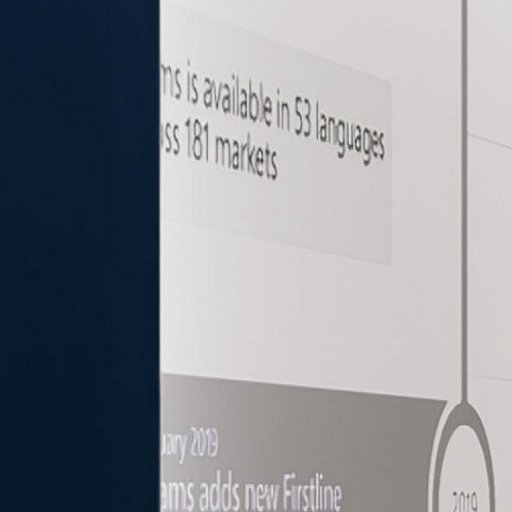 ms is available in 53 languages
ss 181 markets
uary 2019
ams adds new Firstline
2019